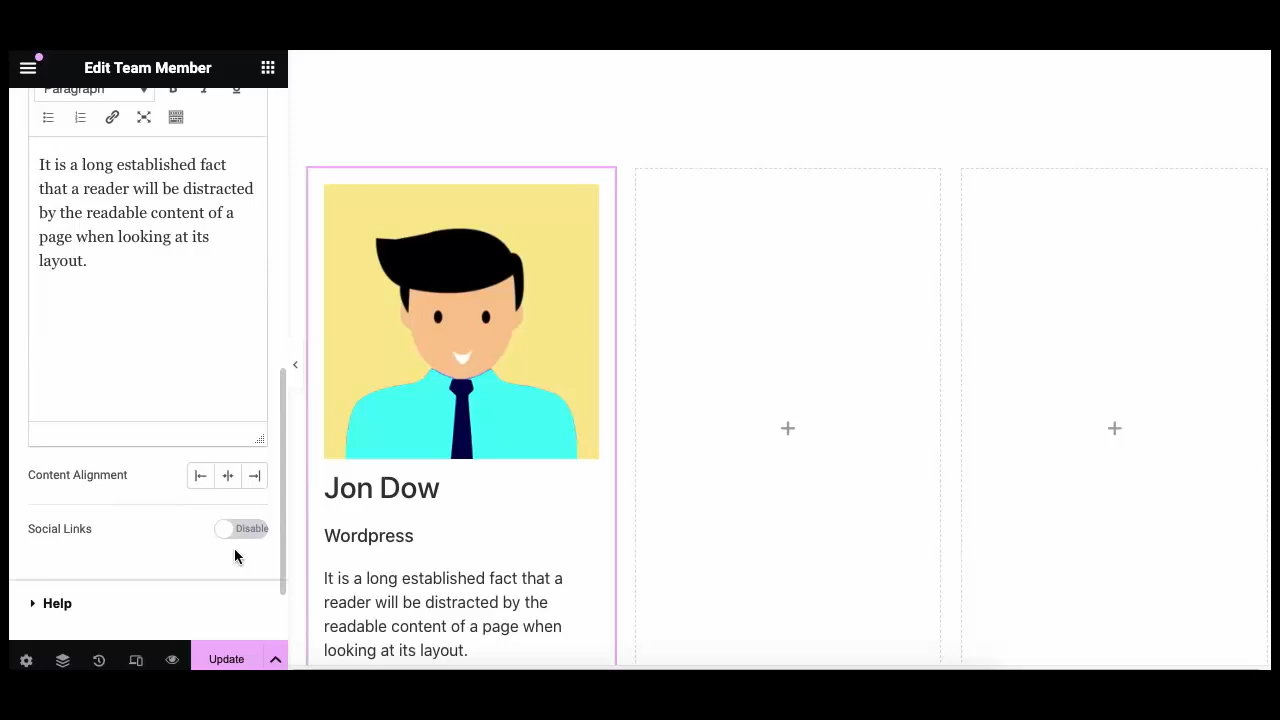 Edit Team Member
Paragraph
It is a long established fact
that a reader will be distracted
by the readable content of a
page when looking at its
layout.
Content Alignment
Social Links
Disable
Help
Update
Jon Dow
Wordpress
It is a long established fact that a
reader will be distracted by the
readable content of a page when
looking at its layout.